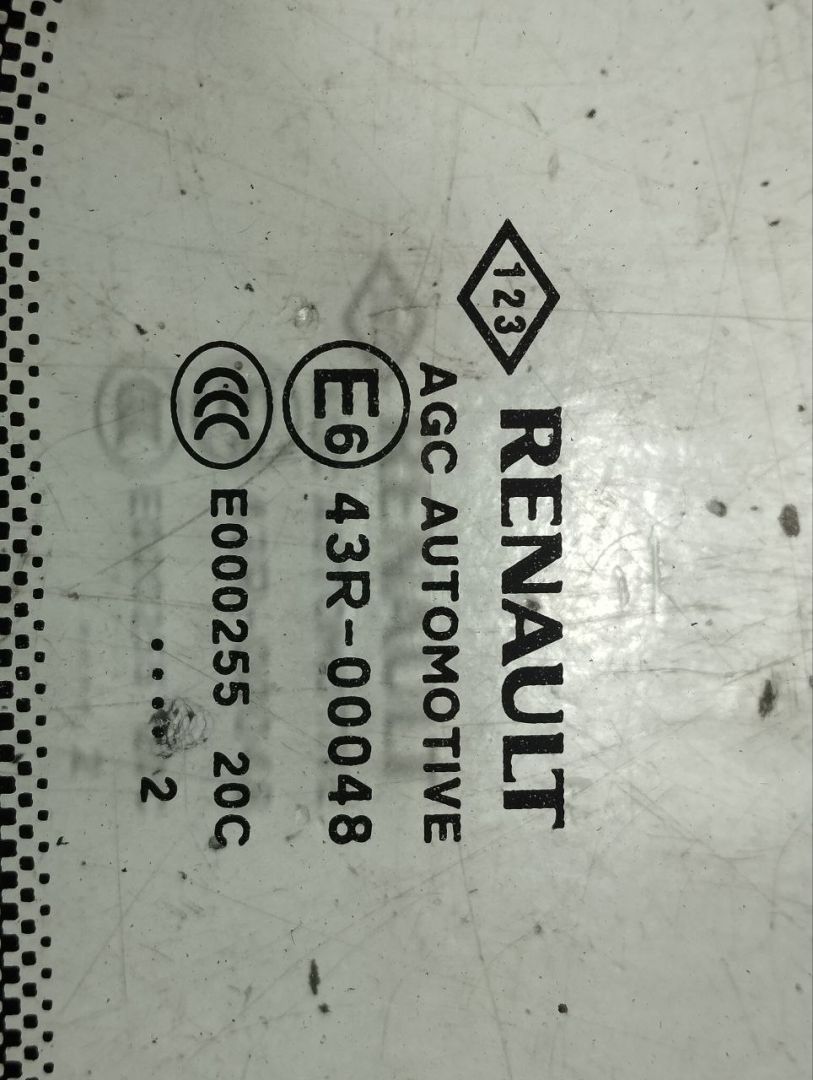 123 RENAULT
AGC AUTOMOTIVE
E6 43R-00048
CCC E000255 20C
.... 2